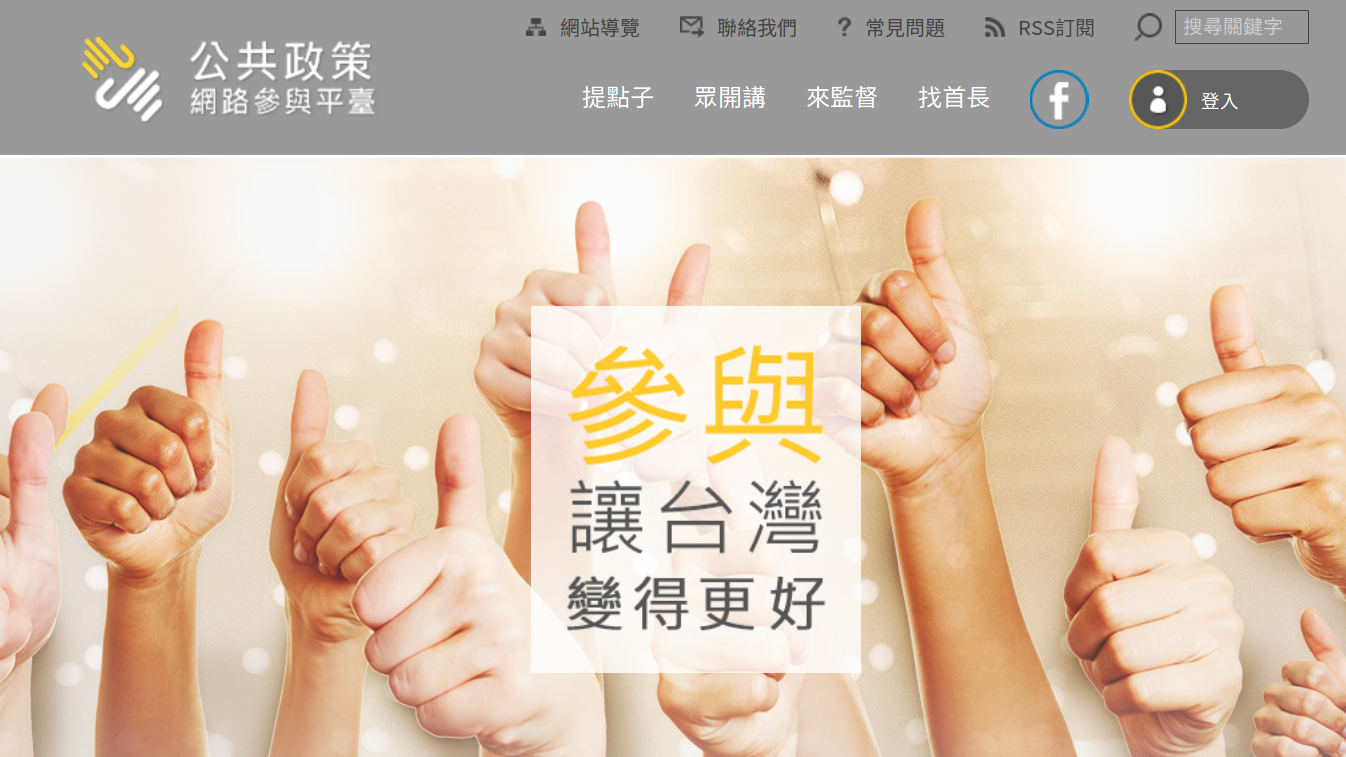 網站導覽
聯絡我們
常見問題
RSS訂閱
搜尋關鍵字
公共政策
網路參與平臺
提點子
眾開講
來監督
找首長
登入
參與
讓台灣
變得更好